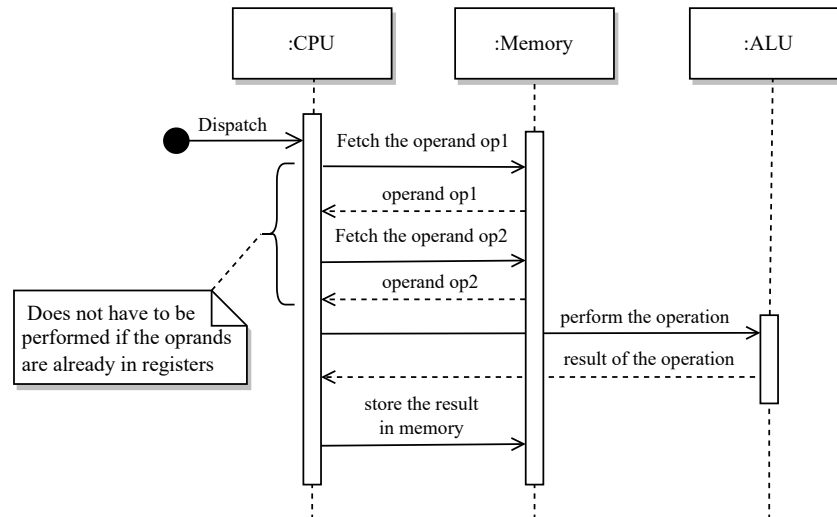 :CPU
:Memory
:ALU
Dispatch
Fetch the operand op1
operand op1
Fetch the operand op2
operand op2
Does not have to be
performed if the oprands
are already in registers
perform the operation
result of the operation
store the result
in memory